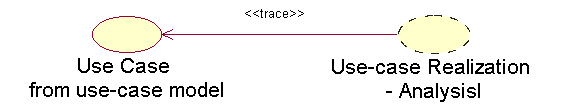 <<trace>>
Use Case
from use-case model
Use-case Realization
- Analysisl